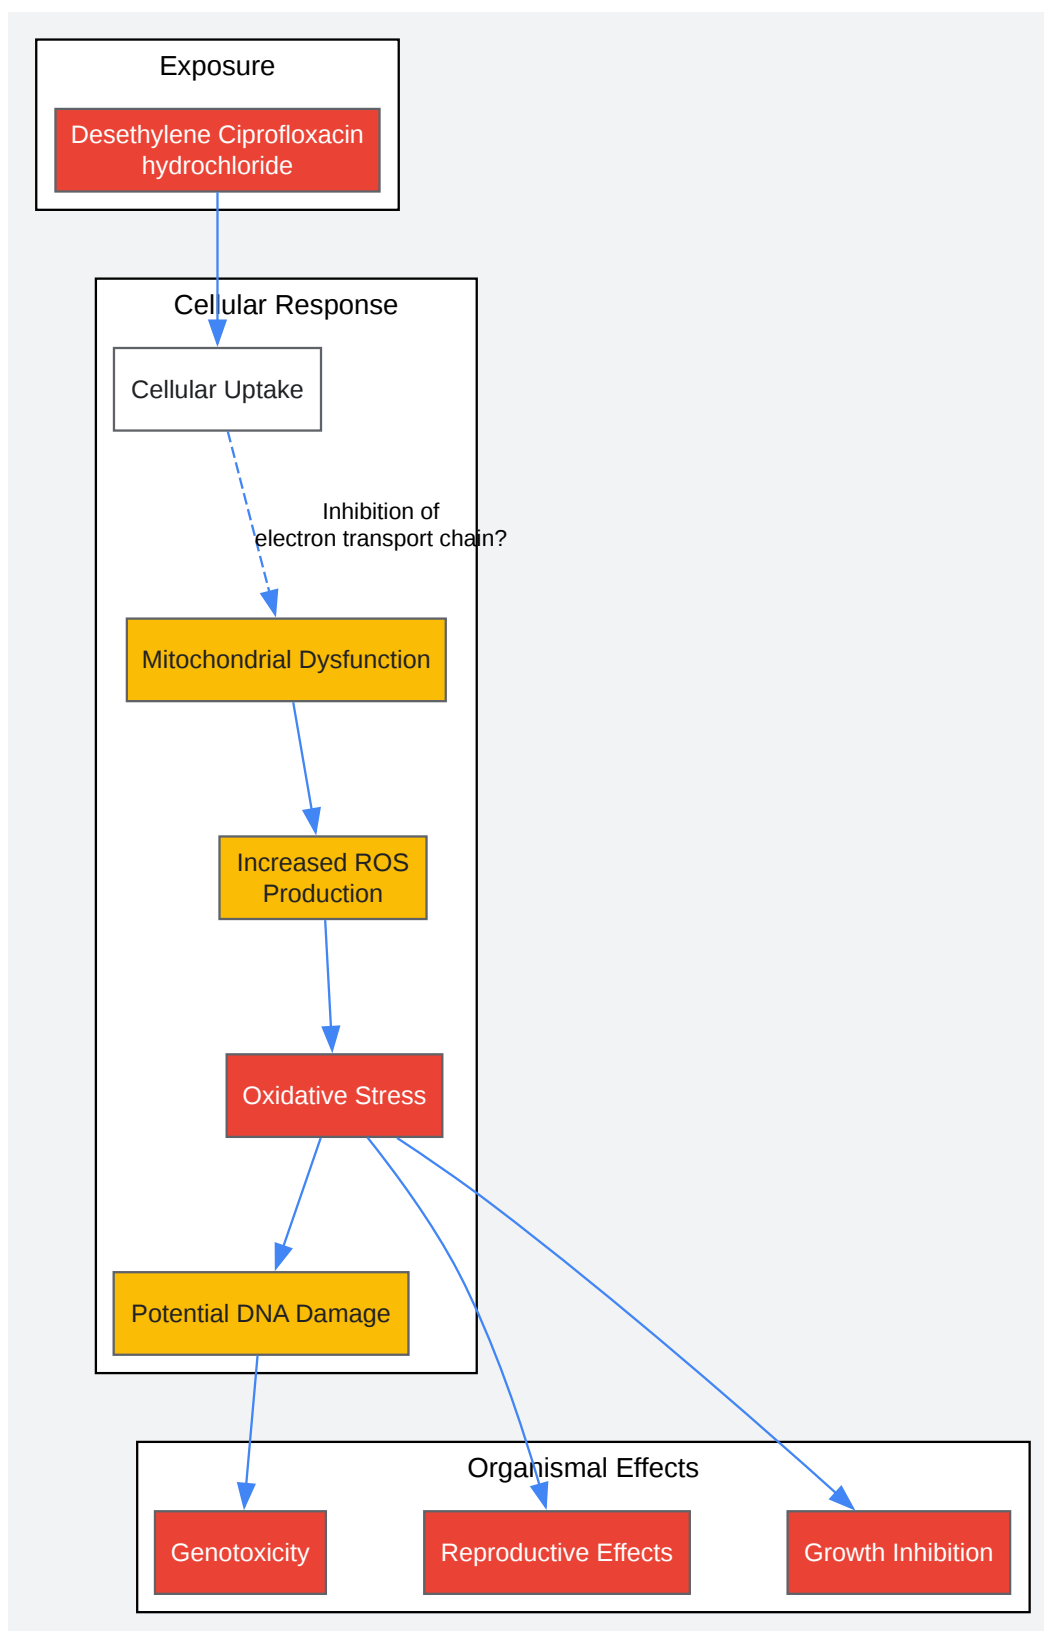 Exposure
Desethylene Ciprofloxacin
hydrochloride
Cellular Response
Cellular Uptake
Inhibition of
electron transport chain?
Mitochondrial Dysfunction
Increased ROS
Production
Oxidative Stress
Potential DNA Damage
Organismal Effects
Genotoxicity
Reproductive Effects
Growth Inhibition